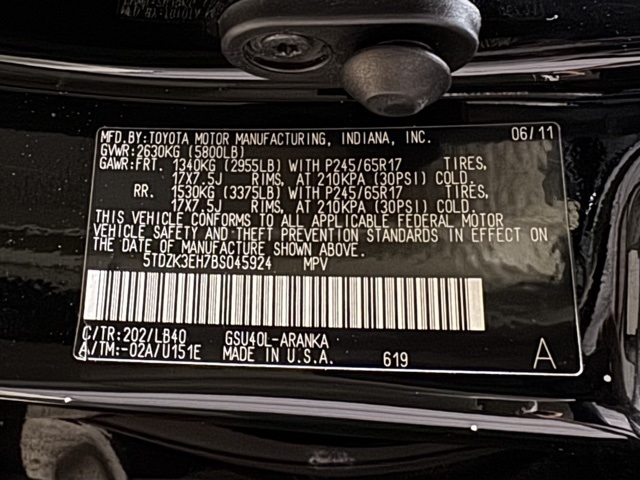 MFD.BY:TOYOTA MOTOR MANUFACTURING, INDIANA, INC. 06/11
GVWR:2630KG (5800LB)
GAWR:FRT. 1340KG (2955LB) WITH P245/65R17 TIRES,
17X7.5J RIMS, AT 210KPA (30PSI) COLD.
RR. 1530KG (3375LB) WITH P245/65R17 TIRES,
17X7.5J RIMS, AT 210KPA (30PSI) COLD.
THIS VEHICLE CONFORMS TO ALL APPLICABLE FEDERAL MOTOR
VEHICLE SAFETY AND THEFT PREVENTION STANDARDS IN EFFECT ON
THE DATE OF MANUFACTURE SHOWN ABOVE.
5TDZK3EH7BS045924 MPV
C/TR:202/LB40 GSU40L-ARANKA
A/TM:-02A/U151E MADE IN U.S.A. 619 A